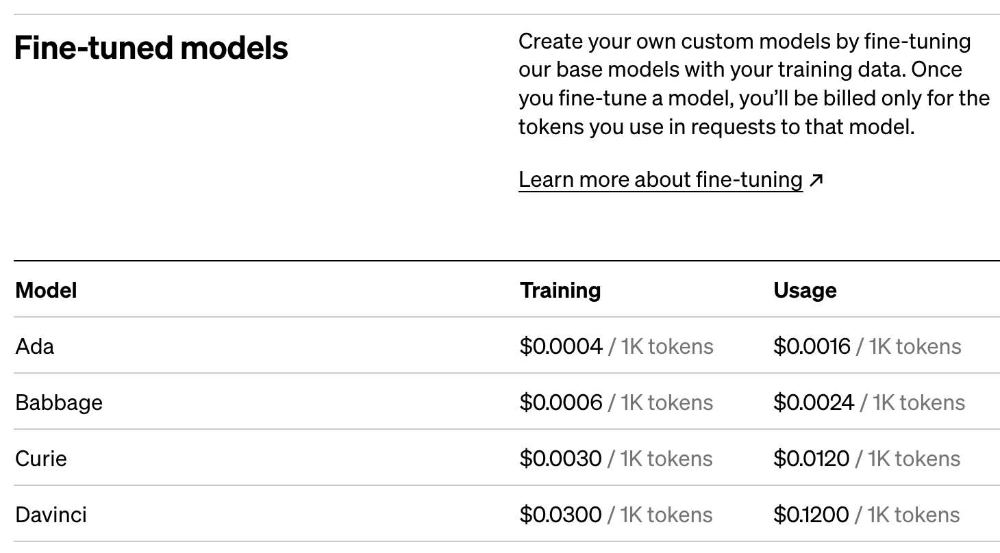 Fine-tuned models
Create your own custom models by fine-tuning
our base models with your training data. Once
you fine-tune a model, you’ll be billed only for the
tokens you use in requests to that model.
Learn more about fine-tuning ↗
Model Training Usage
Ada $0.0004 / 1K tokens $0.0016 / 1K tokens
Babbage $0.0006 / 1K tokens $0.0024 / 1K tokens
Curie $0.0030 / 1K tokens $0.0120 / 1K tokens
Davinci $0.0300 / 1K tokens $0.1200 / 1K tokens